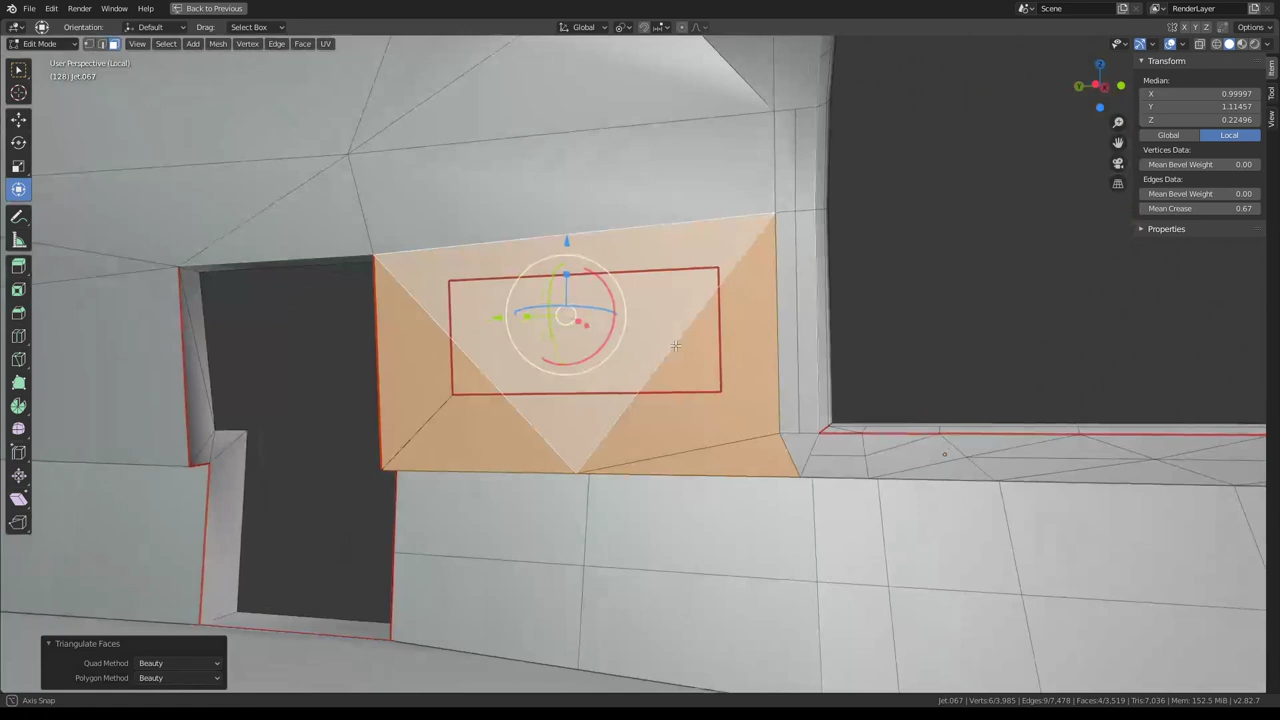 File Edit Render Window Help Back to Previous Scene RenderLayer
Orientation: Default Drag: Select Box Global X Y Z Options
Edit Mode View Select Add Mesh Vertex Edge Face UV
User Perspective (Local)
(128) Jet.067
Z
Y
X
Transform
Median:
X 0.99997
Y 1.11457
Z 0.22496
Global Local
Vertices Data:
Mean Bevel Weight 0.00
Edges Data:
Mean Bevel Weight 0.00
Mean Crease 0.67
Properties
Item
Tool
View
Triangulate Faces
Quad Method Beauty
Polygon Method Beauty
Axis Snap
Jet.067 | Verts:6/3,985 | Edges:9/7,478 | Faces:4/3,519 | Tris:7,036 | Mem: 152.5 MiB | v2.82.7